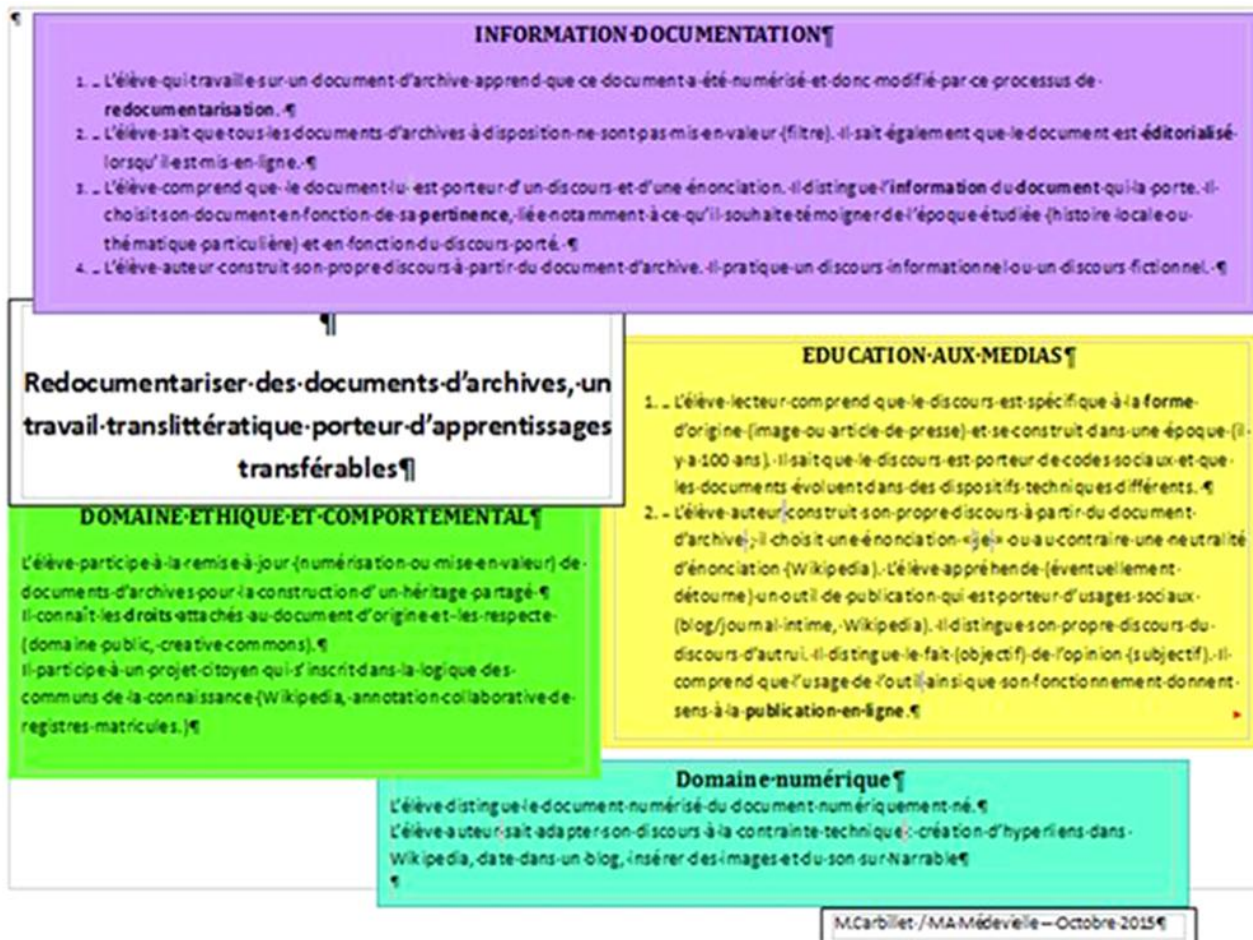 INFORMATION DOCUMENTATION¶
1. L'élève qui travaille sur un document d'archive apprend que ce document a été numérisé et donc modifié par ce processus de
redocumentarisation. ¶
2. L'élève sait que tous les documents d'archives à disposition ne sont pas mis en valeur (filtre). Il sait également que le document est éditorialisé
lorsqu'il est mis en ligne. ¶
3. L'élève comprend que le document lu est porteur d'un discours et d'une énonciation. Il distingue l'information du document qui la porte. Il
choisit son document en fonction de sa pertinence, liée notamment à ce qu'il souhaite témoigner de l'époque étudiée (histoire locale ou
thématique particulière) et en fonction du discours porté. ¶
4. L'élève auteur construit son propre discours à partir du document d'archive. Il pratique un discours informationnel ou un discours fictionnel. ¶
¶
Redocumentariser des documents d'archives, un
travail translittératique porteur d'apprentissages
transférables¶
EDUCATION AUX MEDIAS¶
1. L'élève lecteur comprend que le discours est spécifique à la forme
d'origine (image ou article de presse) et se construit dans une époque (il
y a 100 ans). Il sait que le discours est porteur de codes sociaux et que
les documents évoluent dans des dispositifs techniques différents. ¶
2. L'élève auteur construit son propre discours à partir du document
d'archive ; il choisit une énonciation « je » ou au contraire une neutralité
d'énonciation (Wikipedia). L'élève appréhende (éventuellement
détourne) un outil de publication qui est porteur d'usages sociaux
(blog/journal intime, Wikipedia). Il distingue son propre discours du
discours d'autrui. Il distingue le fait (objectif) de l'opinion (subjectif). Il
comprend que l'usage de l'outil ainsi que son fonctionnement donnent
sens à la publication en ligne.¶
DOMAINE ETHIQUE ET COMPORTEMENTAL¶
L'élève participe à la remise à jour (numérisation ou mise en valeur) de
documents d'archives pour la construction d'un héritage partagé ¶
Il connaît les droits attachés au document d'origine et les respecte
(domaine public, creative commons). ¶
Il participe à un projet citoyen qui s'inscrit dans la logique des
communs de la connaissance (Wikipedia, annotation collaborative de
registres matricules.)¶
Domaine numérique¶
L'élève distingue le document numérisé du document numériquement né.¶
L'élève auteur sait adapter son discours à la contrainte technique : création d'hyperliens dans
Wikipedia, date dans un blog, insérer des images et du son sur Narrable¶
¶
M.Carbillet / MA Médevielle – Octobre 2015¶